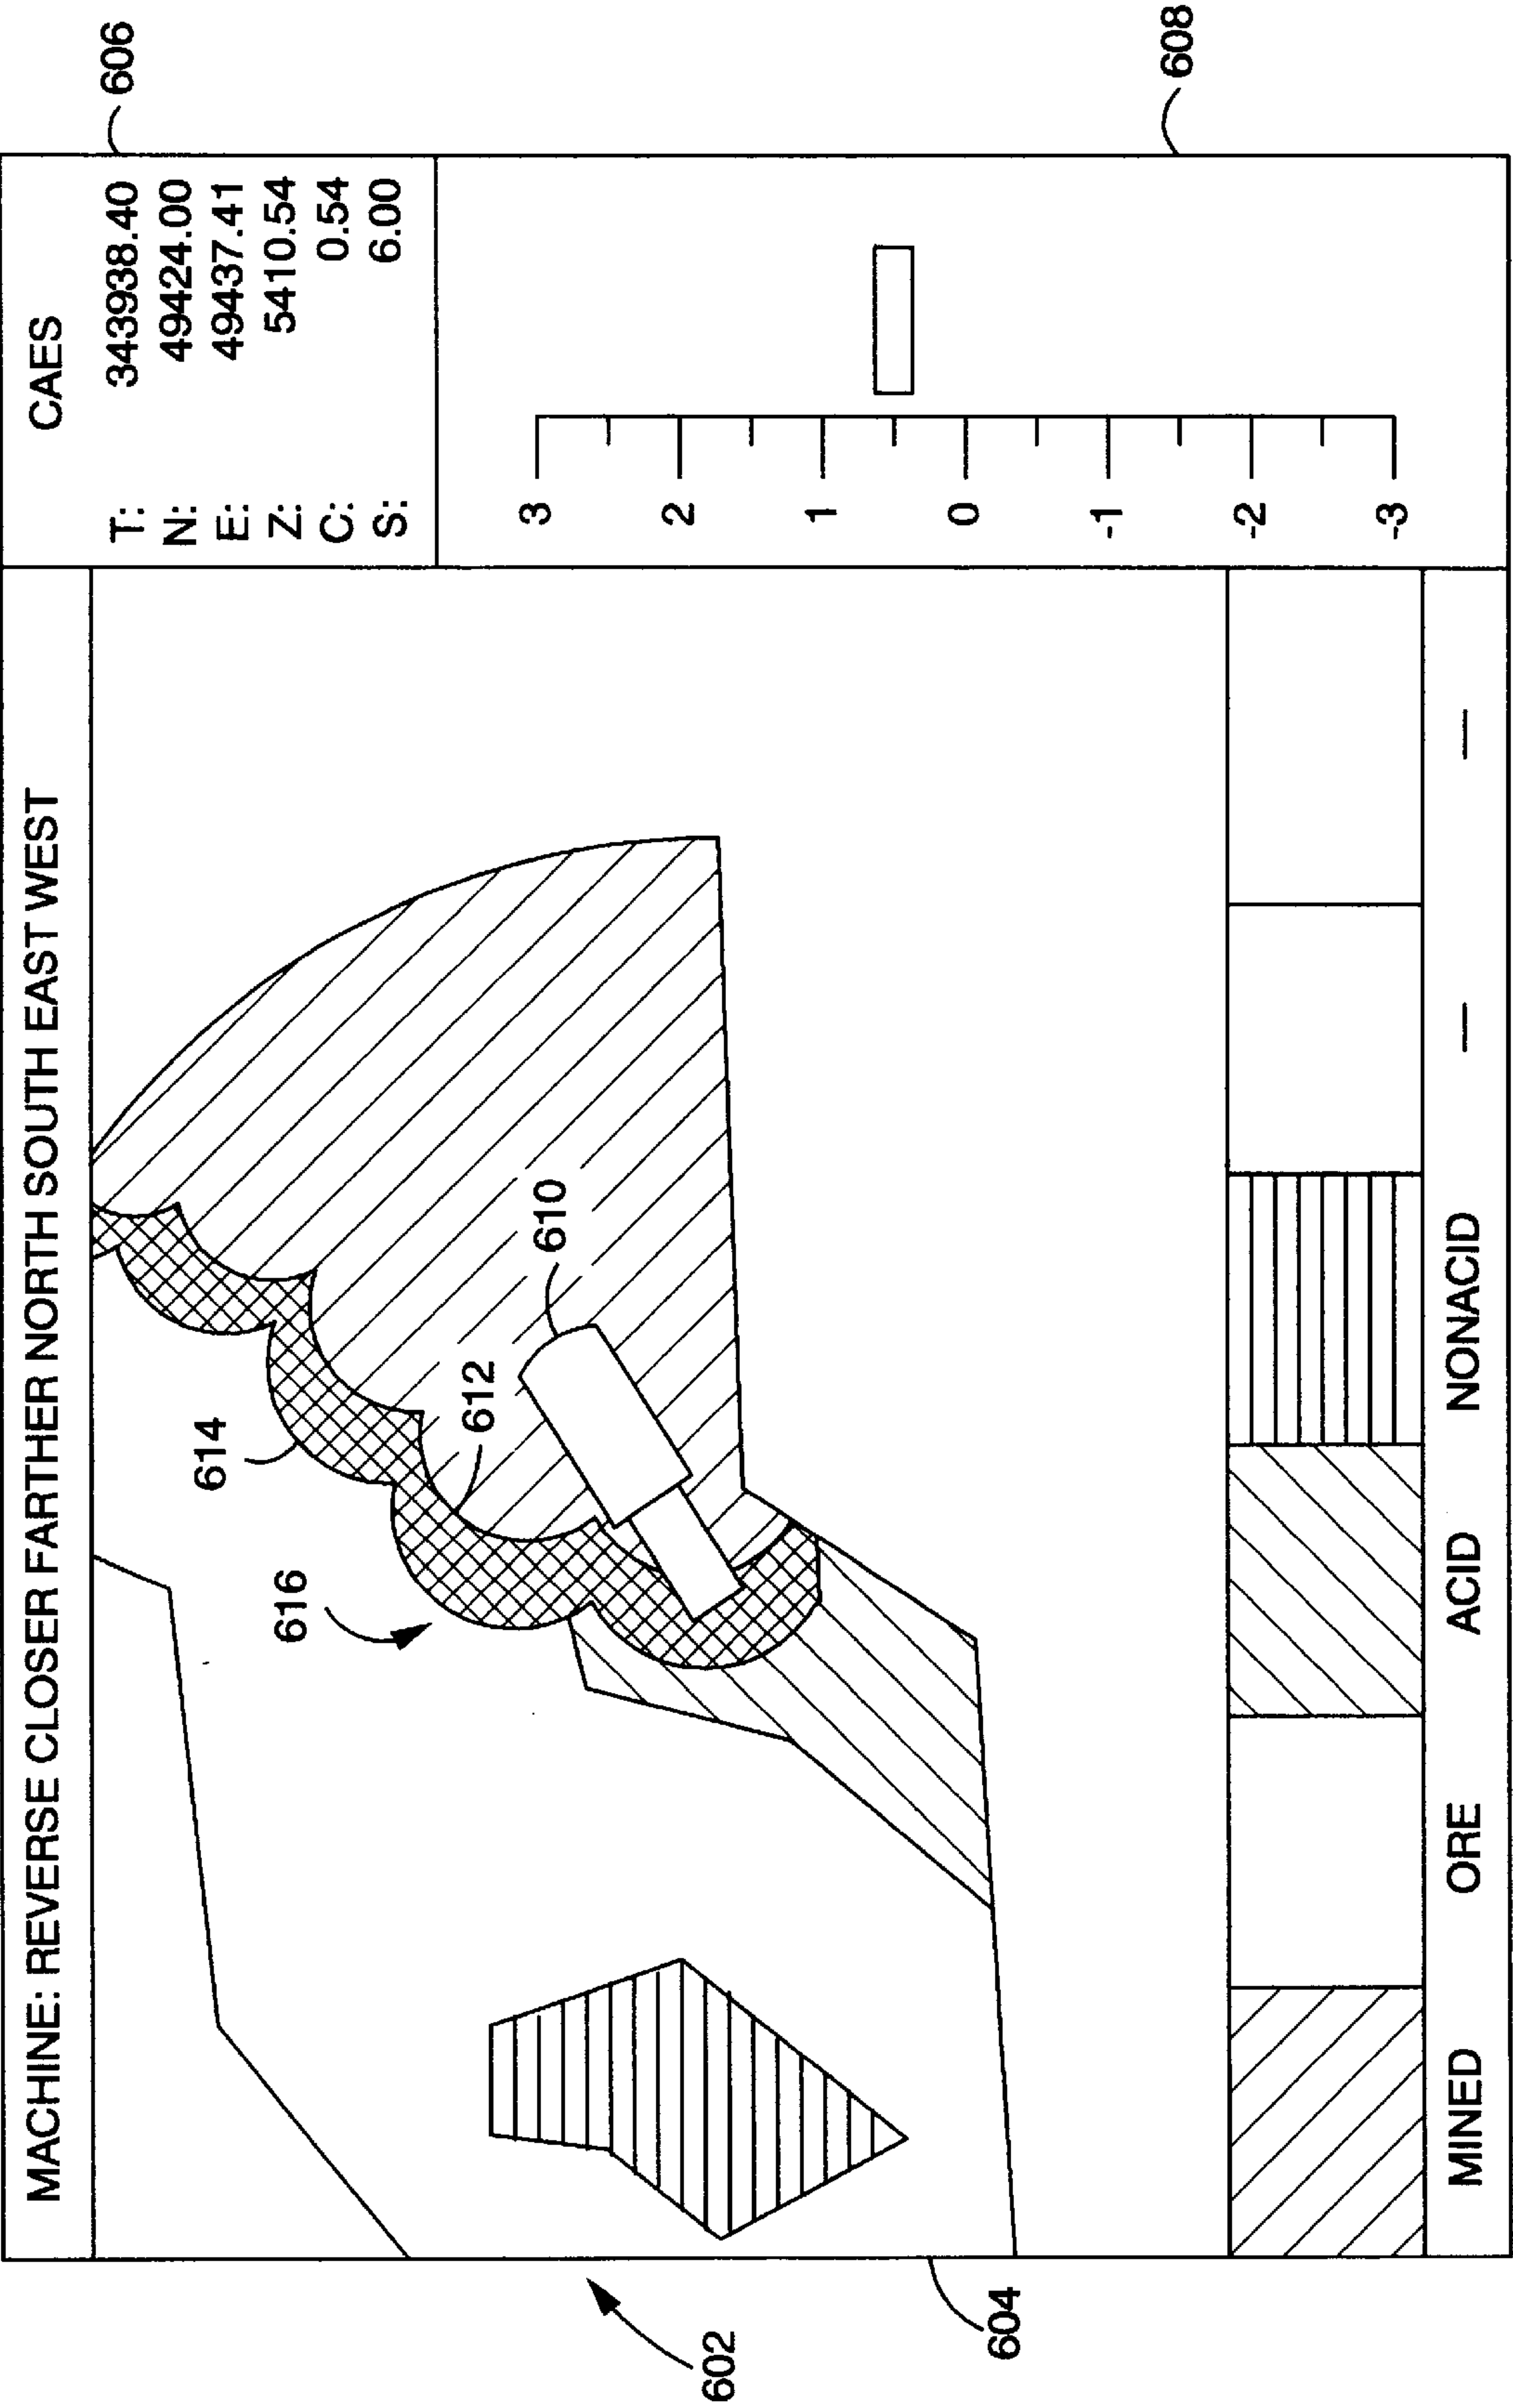 MACHINE: REVERSE CLOSER FARTHER NORTH SOUTH EAST WEST
CAES
T: 343938.40
N: 49424.00
E: 49437.41
Z: 5410.54
C: 0.54
S: 6.00
606
3
2
1
0
-1
-2
-3
608
614
616
612
610
602
604
MINED ORE ACID NONACID — —